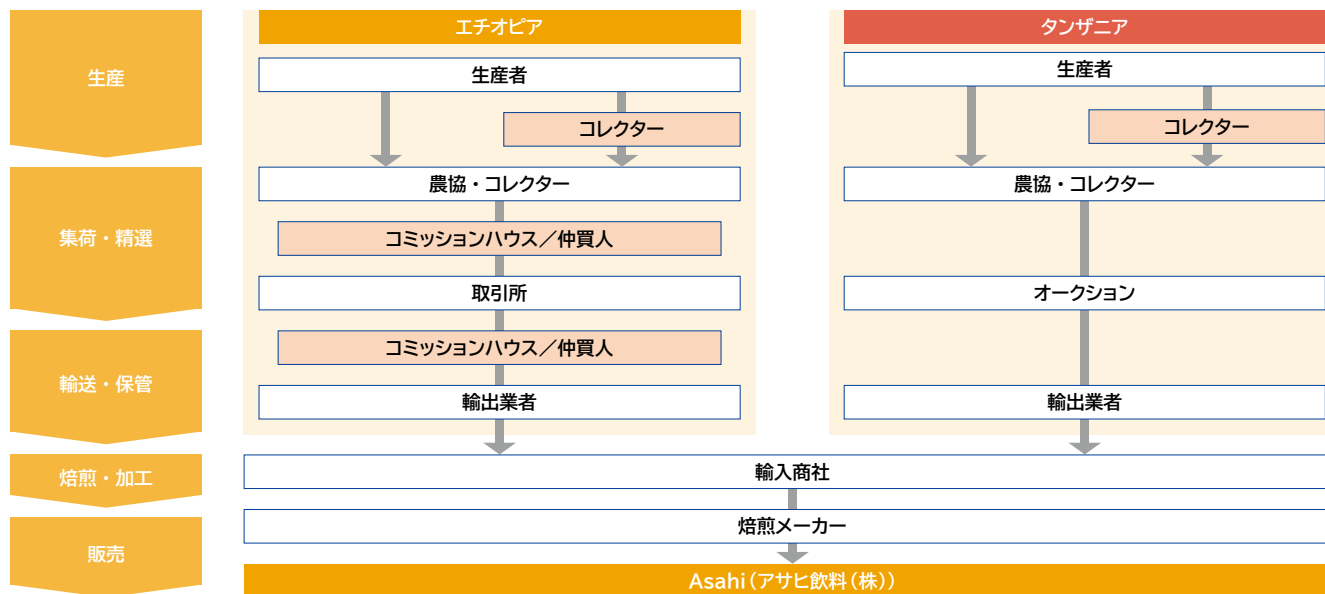 生産
集荷・精選
輸送・保管
焙煎・加工
販売
エチオピア
生産者
コレクター
農協・コレクター
コミッションハウス／仲買人
取引所
コミッションハウス／仲買人
輸出業者
タンザニア
生産者
コレクター
農協・コレクター
オークション
輸出業者
輸入商社
焙煎メーカー
Asahi（アサヒ飲料（株））